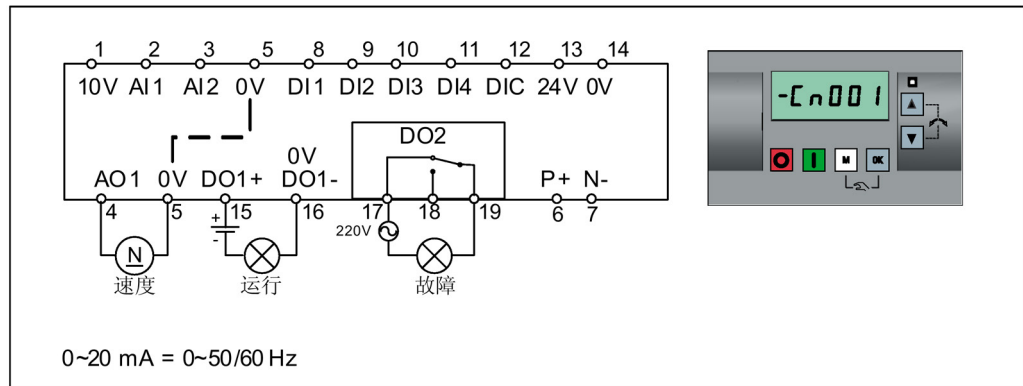 1 2 3 5 8 9 10 11 12 13 14
10V AI1 AI2 0V DI1 DI2 DI3 DI4 DIC 24V 0V
DO2
0V
AO1 0V DO1+ DO1- P+ N-
4 5 15 16 17 18 19 6 7
+
-
220V
N
速度 运行 故障
0~20 mA = 0~50/60 Hz
-Cn001
M OK